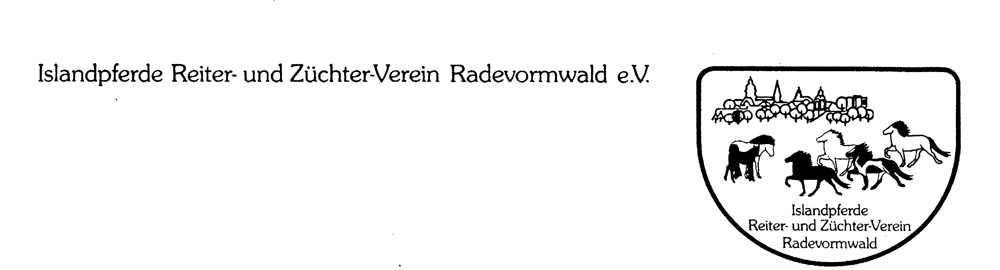 Islandpferde Reiter- und Züchter-Verein Radevormwald e.V.
Islandpferde
Reiter- und Züchter-Verein
Radevormwald